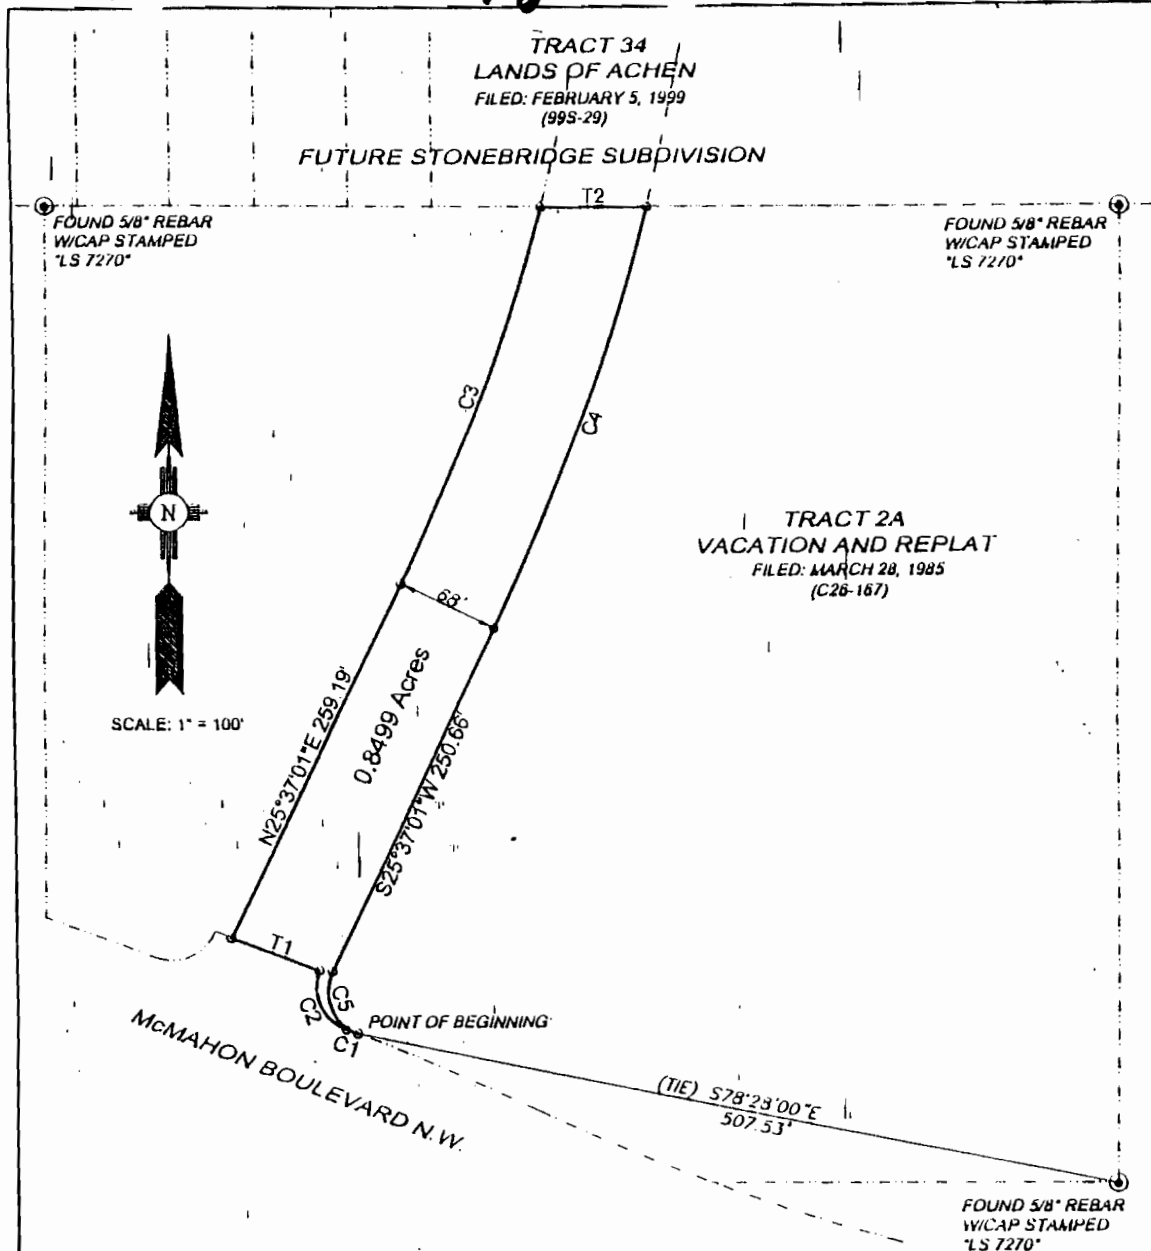 TRACT 34
LANDS OF ACHEN
FILED: FEBRUARY 5, 1999
(99S-29)
FUTURE STONEBRIDGE SUBDIVISION
T2
FOUND 5/8" REBAR
W/CAP STAMPED
"LS 7270"
FOUND 5/8" REBAR
W/CAP STAMPED
"LS 7270"
C3
C4
N
TRACT 2A
VACATION AND REPLAT
FILED: MARCH 28, 1985
(C26-167)
68'
SCALE: 1" = 100'
N25°37'01"E 259.19'
0.8499 Acres
S25°37'01"W 250.66'
T1
C2
C5
C1
POINT OF BEGINNING
McMAHON BOULEVARD N.W.
(TIE) S78°28'00"E
507.53'
FOUND 5/8" REBAR
W/CAP STAMPED
"LS 7270"